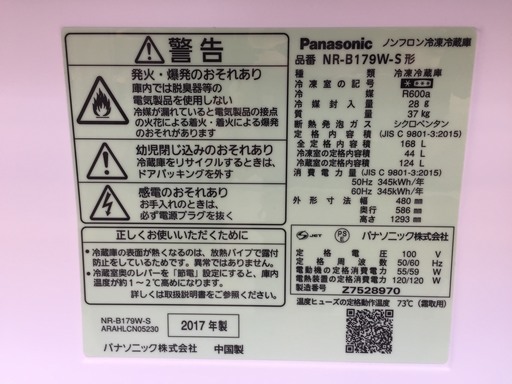 警告
発火・爆発のおそれあり
庫内では脱臭器等の
電気製品を使用しない
冷媒が漏れていると電気製品の接点
の火花による着火・爆発のおそれあり
幼児閉じ込めのおそれあり
冷蔵庫をリサイクルするときは、
ドアパッキングを外す
感電のおそれあり
お手入れのときは、
必ず電源プラグを抜く
正しくお使いいただくために
•冷蔵庫の表面が熱くなるのは、放熱パイプで露付
防止をしているためです。異常ではありません。
•冷蔵室奥のレバーを「節電」設定にすると、庫内
温度が約1~2℃高めになります。
詳しくは取扱説明書をご覧ください。
NR-B179W-S
ARAHLCN05230
2017年製
パナソニック株式会社 中国製
Panasonic ノンフロン冷凍冷蔵庫
品番 NR-B179W-S形
種類 冷凍冷蔵庫
冷凍室の記号
冷媒 R600a
冷媒封入量 28g
質量 37kg
断熱発泡ガス シクロペンタン
定格内容積 (JIS C 9801-3:2015)
全定格内容積 168 L
冷凍室の定格内容積 44 L
冷蔵室の定格内容積 124 L
消費電力量 (JIS C 9801-3:2015)
50Hz 345kWh/年
60Hz 345kWh/年
外形寸法 幅 480 mm
奥行 586 mm
高さ 1293 mm
JET PS E パナソニック株式会社
定格電圧 100 V
定格周波数 50/60 Hz
電動機の定格消費電力 55/59 W
電熱装置の定格消費電力 120/120 W
製造番号 Z7528970
温度ヒューズの定格動作温度 73℃ (霜取用)